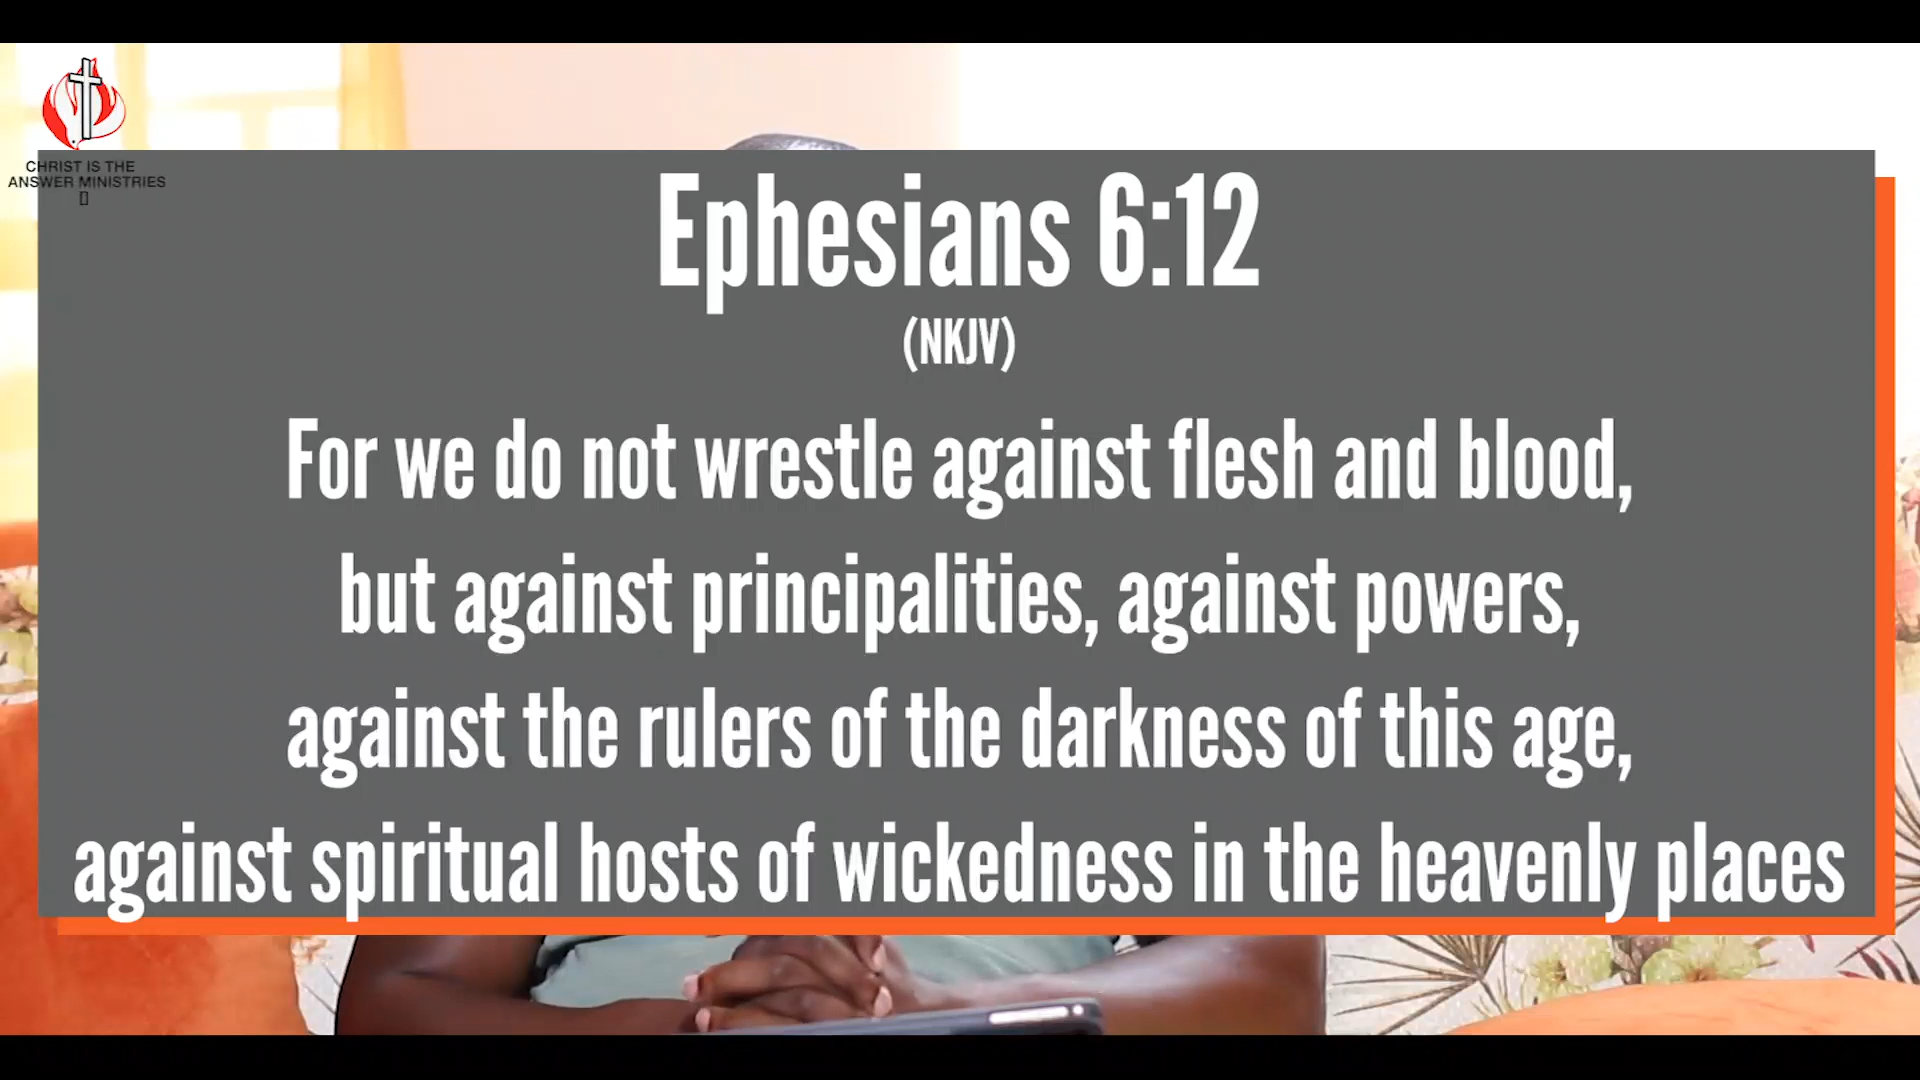 CHRIST IS THE
ANSWER MINISTRIES
Ephesians 6:12
(NKJV)
For we do not wrestle against flesh and blood,
but against principalities, against powers,
against the rulers of the darkness of this age,
against spiritual hosts of wickedness in the heavenly places